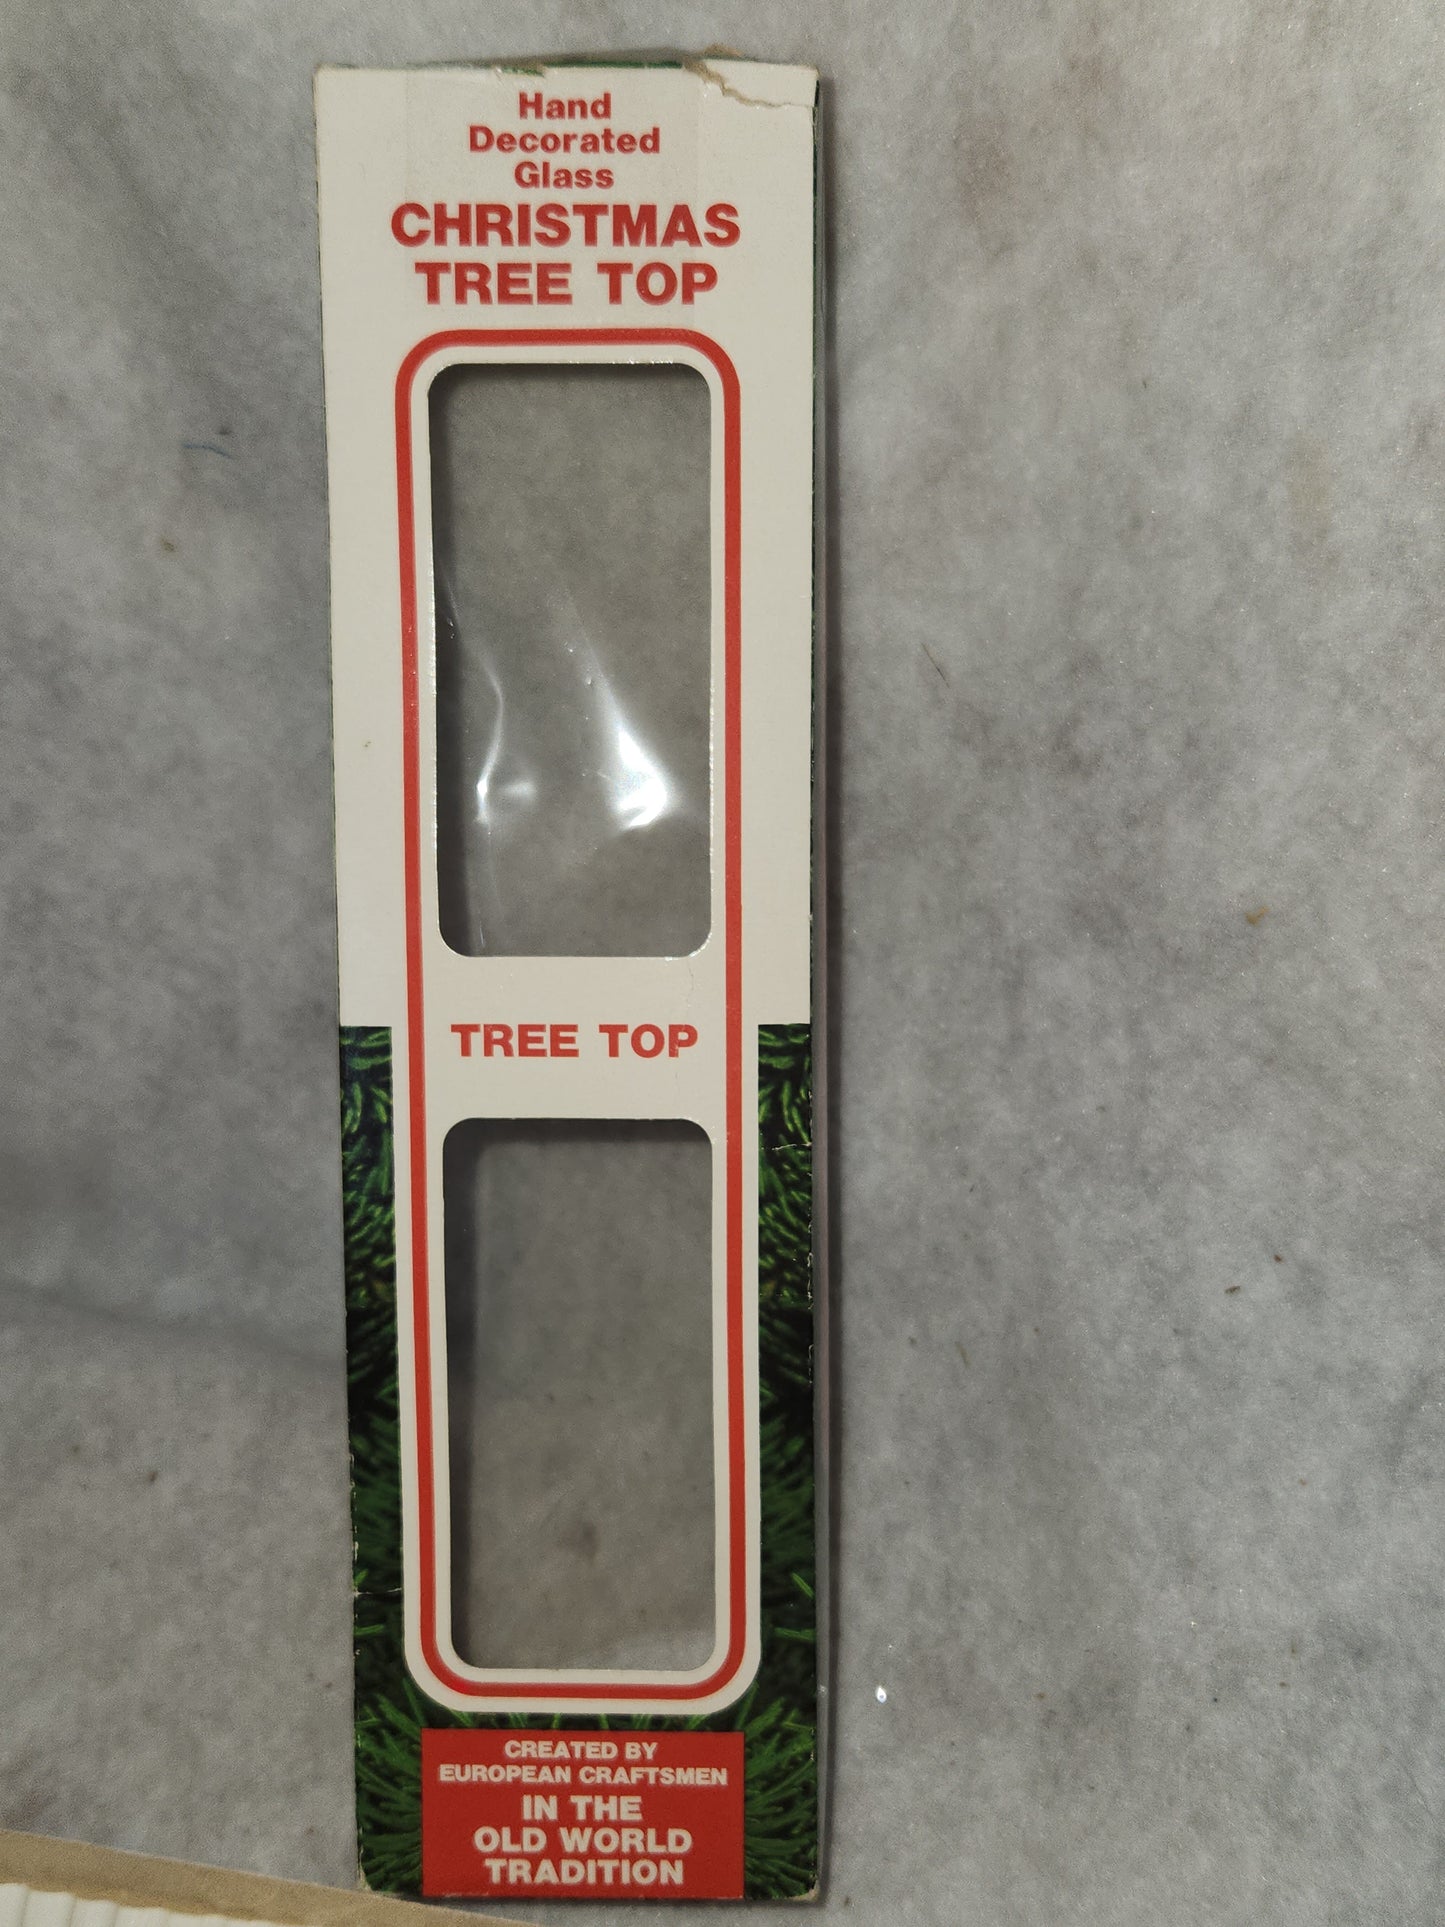 Hand
Decorated
Glass
CHRISTMAS
TREE TOP
TREE TOP
CREATED BY
EUROPEAN CRAFTSMEN
IN THE
OLD WORLD
TRADITION